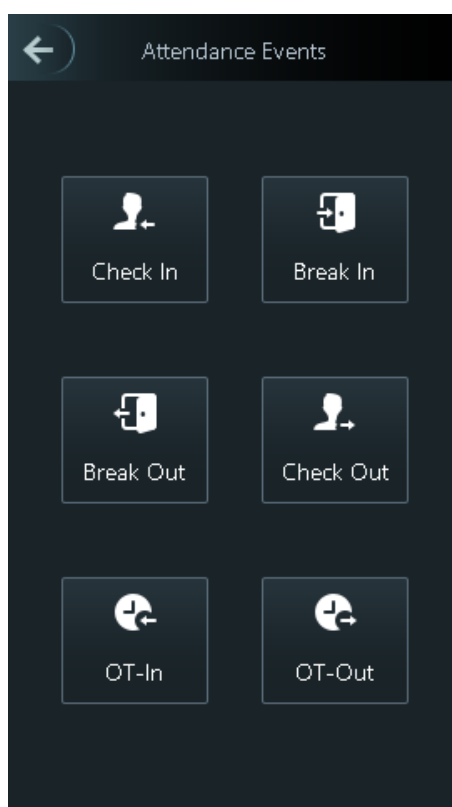 Attendance Events
Check In
Break In
Break Out
Check Out
OT-In
OT-Out